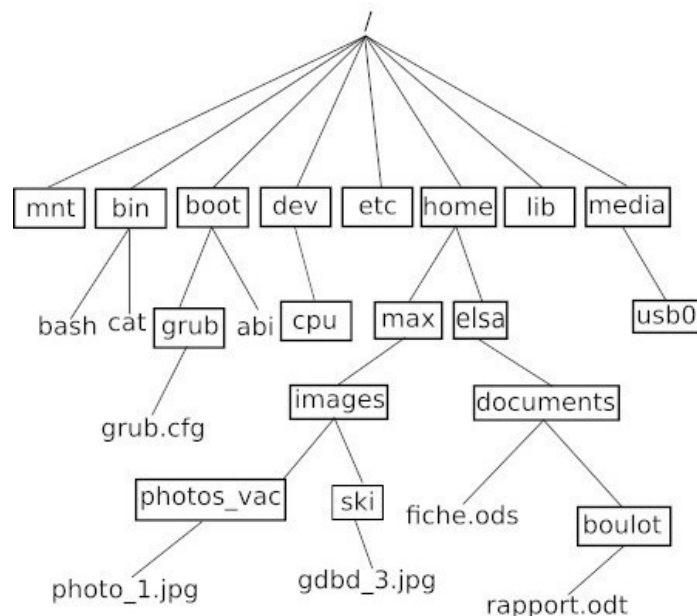 /
mnt bin boot dev etc home lib media
bash cat grub abi cpu max elsa usb0
grub.cfg images documents
photos_vac ski fiche.ods boulot
photo_1.jpg gdbd_3.jpg rapport.odt